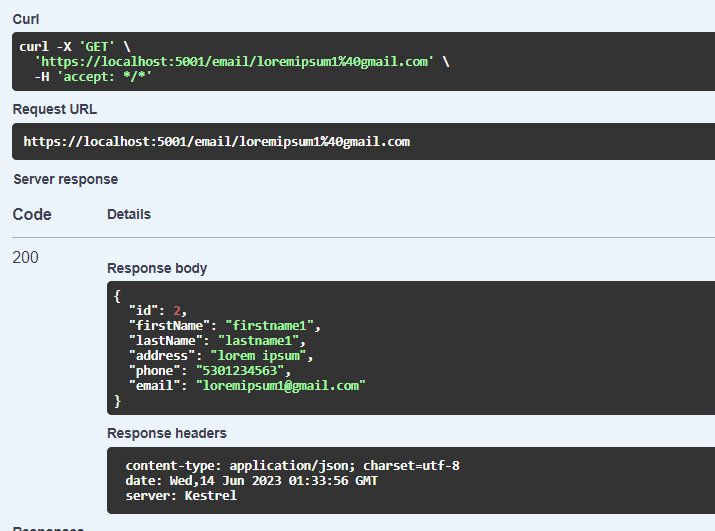 Curl
curl -X 'GET' \
'https://localhost:5001/email/loremipsum1%40gmail.com' \
-H 'accept: */*'
Request URL
https://localhost:5001/email/loremipsum1%40gmail.com
Server response
Code Details
200
Response body
{
"id": 2,
"firstName": "firstname1",
"lastName": "lastname1",
"address": "lorem ipsum",
"phone": "5301234563",
"email": "loremipsum1@gmail.com"
}
Response headers
content-type: application/json; charset=utf-8
date: Wed,14 Jun 2023 01:33:56 GMT
server: Kestrel
Responses